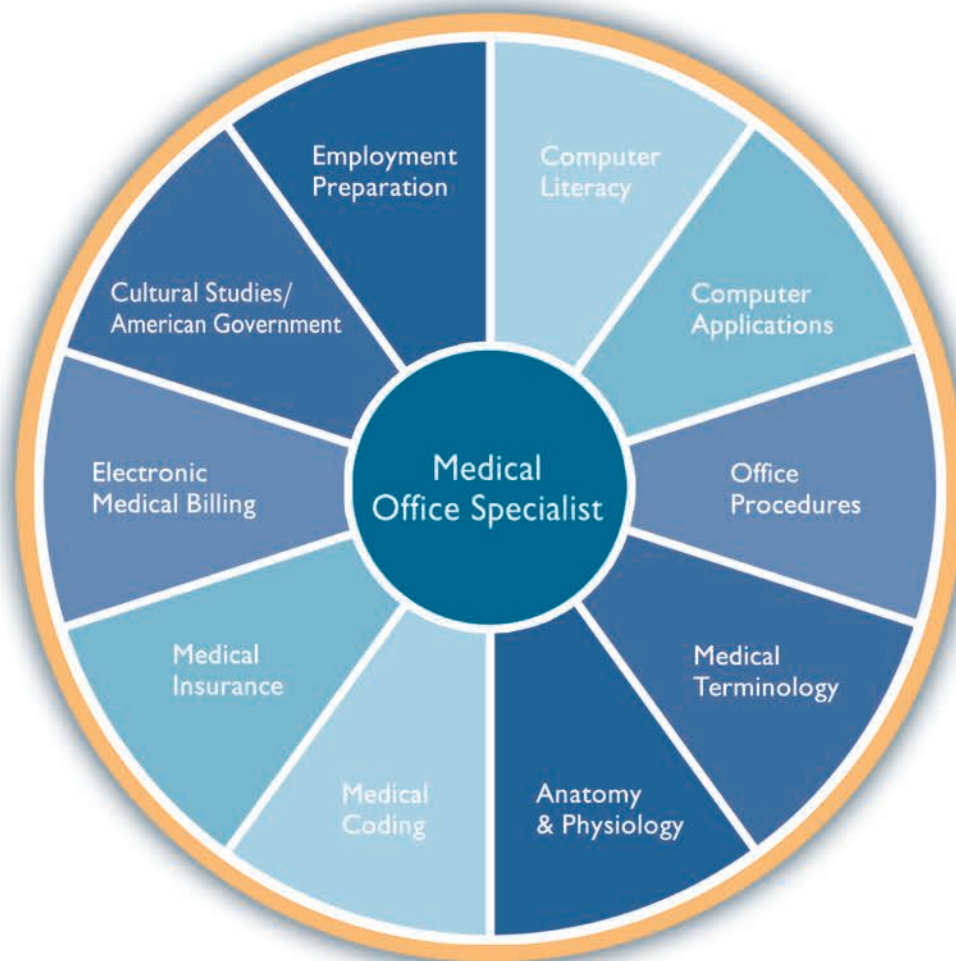 Employment
Preparation
Computer
Literacy
Computer
Applications
Office
Procedures
Medical
Terminology
Anatomy
& Physiology
Medical
Coding
Medical
Insurance
Electronic
Medical Billing
Cultural Studies/
American Government
Medical
Office Specialist